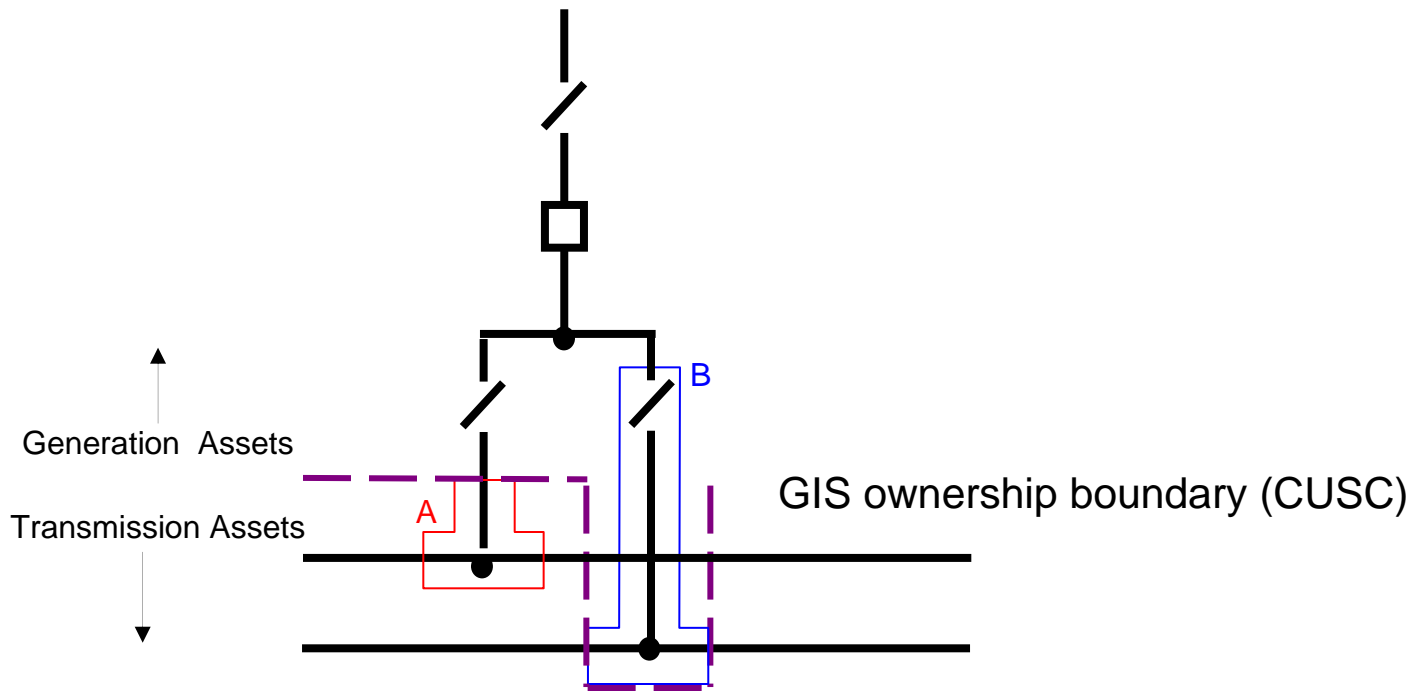 B
Generation  Assets
GIS ownership boundary (CUSC)
A
Transmission Assets